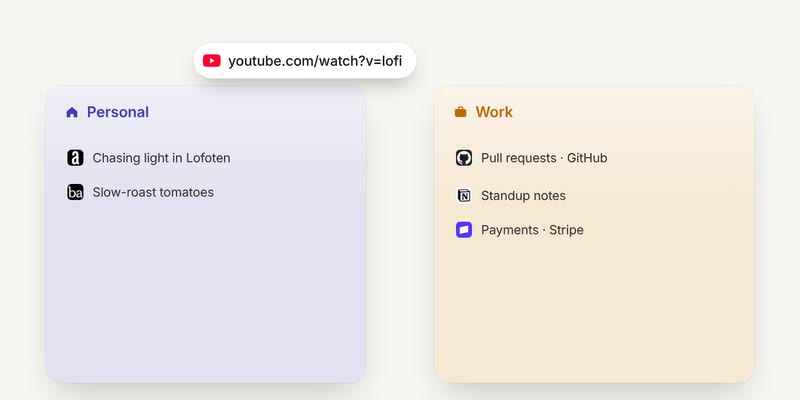 youtube.com/watch?v=lofi
Personal
a Chasing light in Lofoten
ba Slow-roast tomatoes
Work
Pull requests · GitHub
N Standup notes
Payments · Stripe